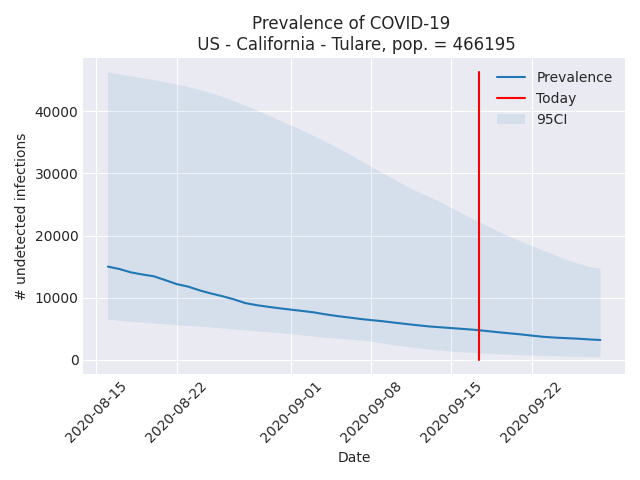 Prevalence of COVID-19
US - California - Tulare, pop. = 466195
Prevalence
Today
95CI
# undetected infections
40000
30000
20000
10000
0
2020-08-15
2020-08-22
2020-09-01
2020-09-08
2020-09-15
2020-09-22
Date